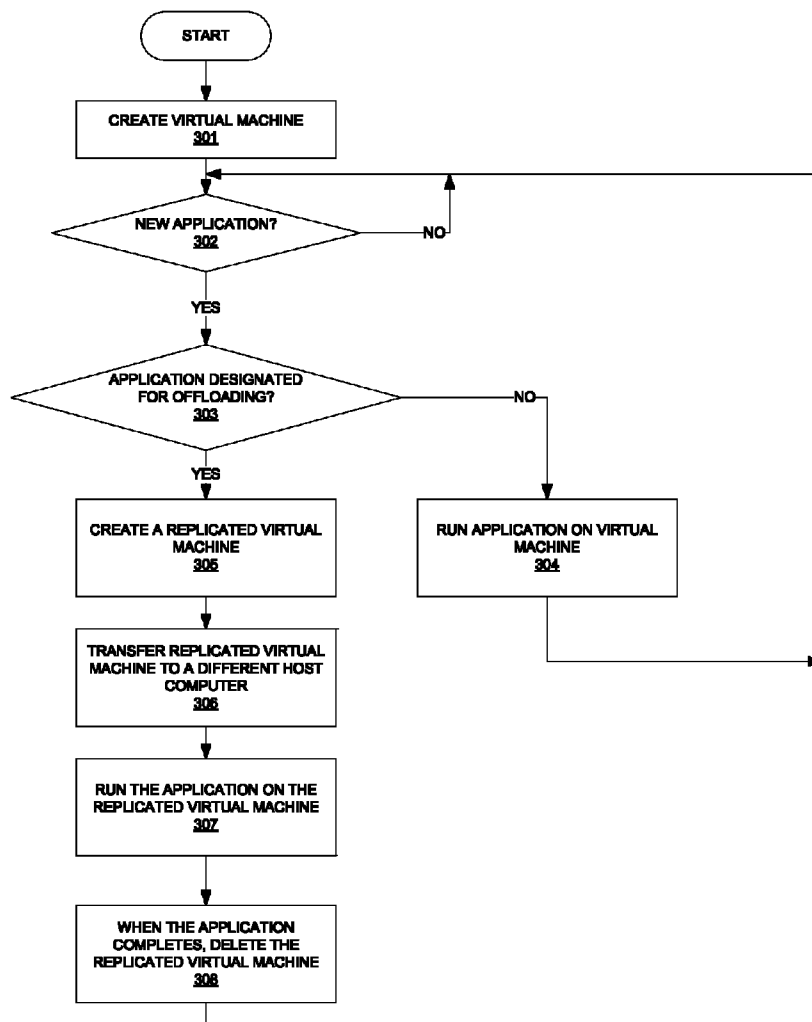 START
CREATE VIRTUAL MACHINE
301
NEW APPLICATION?
302
NO
YES
APPLICATION DESIGNATED
FOR OFFLOADING?
303
NO
YES
CREATE A REPLICATED VIRTUAL
MACHINE
305
RUN APPLICATION ON VIRTUAL
MACHINE
304
TRANSFER REPLICATED VIRTUAL
MACHINE TO A DIFFERENT HOST
COMPUTER
306
RUN THE APPLICATION ON THE
REPLICATED VIRTUAL MACHINE
307
WHEN THE APPLICATION
COMPLETES, DELETE THE
REPLICATED VIRTUAL MACHINE
308